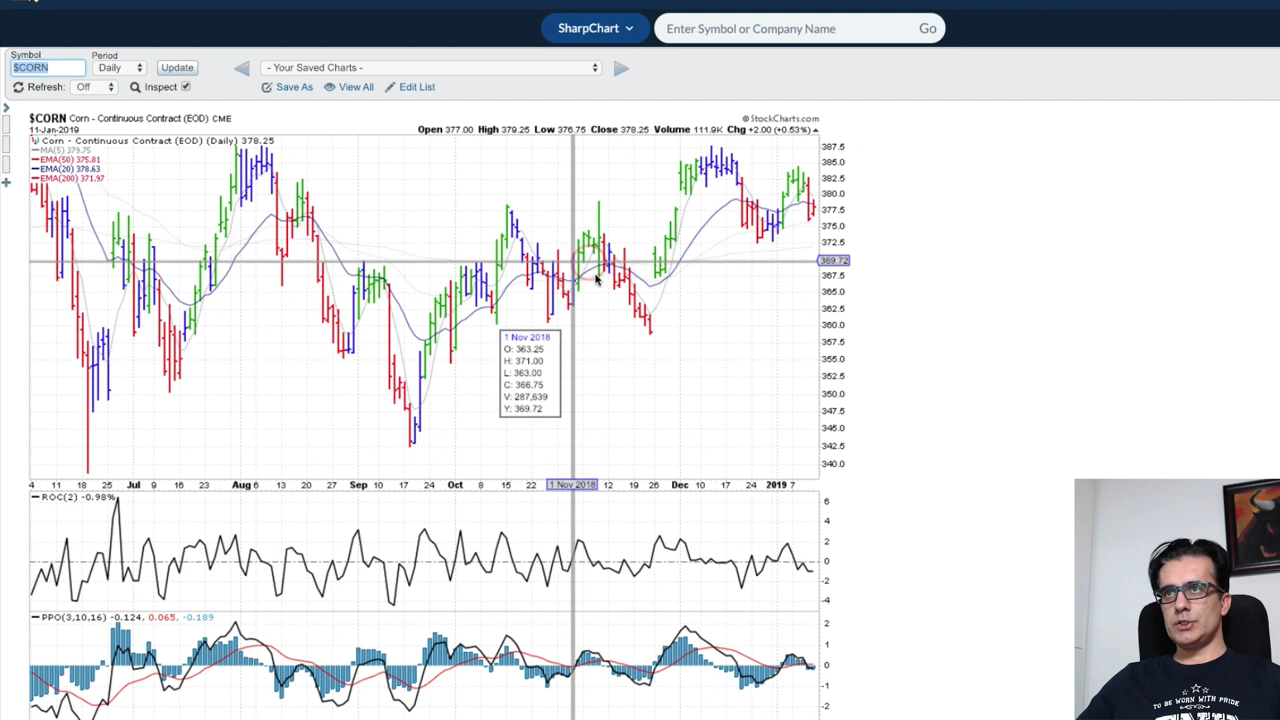 SharpChart
Enter Symbol or Company Name
Go
Symbol
Period
$CORN
Daily
Update
- Your Saved Charts -
Refresh:
Off
Inspect
Save As
View All
Edit List
$CORN Corn - Continuous Contract (EOD) CME
© StockCharts.com
11-Jan-2019
Open 377.00 High 379.25 Low 376.75 Close 378.25 Volume 111.9K Chg +2.00 (+0.53%)
Corn - Continuous Contract (EOD) (Daily) 378.25
MA(5) 379.75
EMA(50) 375.81
EMA(20) 378.63
EMA(200) 371.97
387.5
385.0
382.5
380.0
377.5
375.0
372.5
369.72
367.5
365.0
362.5
360.0
357.5
355.0
352.5
350.0
347.5
345.0
342.5
340.0
1 Nov 2018
O: 363.25
H: 371.00
L: 363.00
C: 366.75
V: 287,639
Y: 369.72
4 11 18 25 Jul 9 16 23 Aug 6 13 20 27 Sep 10 17 24 Oct 8 15 22 1 Nov 2018 12 19 26 Dec 10 17 24 2019 7
ROC(2) -0.98%
6
4
2
0
-2
-4
PPO(3,10,16) -0.124, 0.065, -0.189
2
1
0
-1
-2
TO BE WORN WITH PRIDE